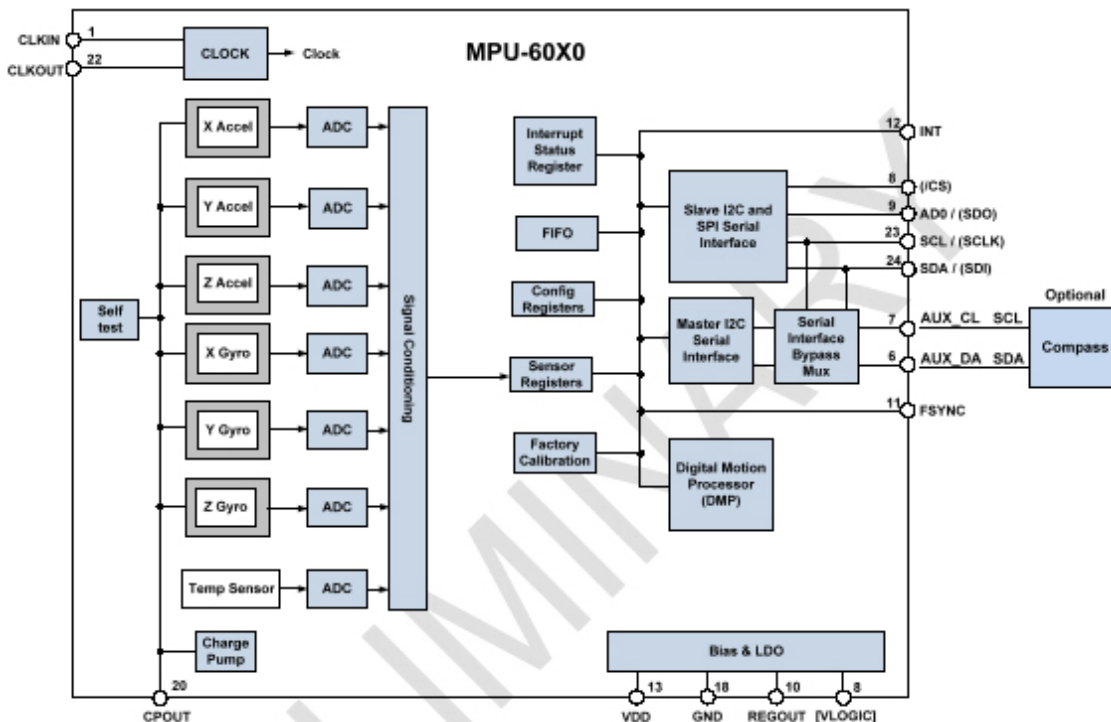 MPU-60X0
CLKIN
1
CLKOUT
22
CLOCK
Clock
X Accel
ADC
Y Accel
ADC
Z Accel
ADC
X Gyro
ADC
Y Gyro
ADC
Z Gyro
ADC
Temp Sensor
ADC
Self
test
Charge
Pump
20
CPOUT
Signal Conditioning
Interrupt
Status
Register
FIFO
Config
Registers
Sensor
Registers
Factory
Calibration
Slave I2C and
SPI Serial
Interface
Master I2C
Serial
Interface
Serial
Interface
Bypass
Mux
Digital Motion
Processor
(DMP)
12
INT
8
(/CS)
9
AD0 / (SDO)
23
SCL / (SCLK)
24
SDA / (SDI)
7
AUX_CL SCL
6
AUX_DA SDA
11
FSYNC
Optional
Compass
Bias & LDO
13
VDD
18
GND
10
REGOUT
8
[VLOGIC]